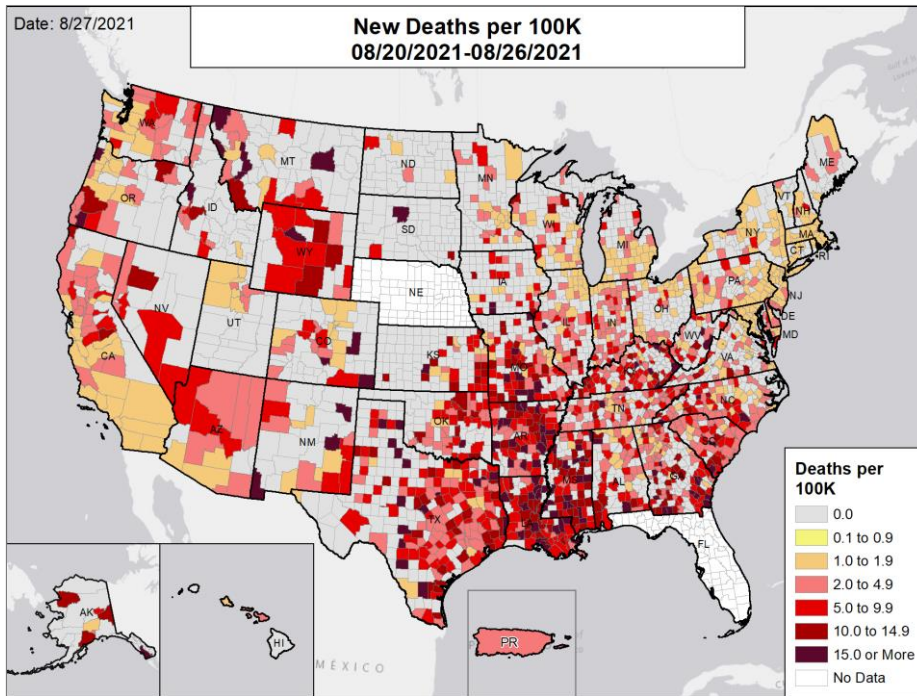 Date: 8/27/2021
New Deaths per 100K
08/20/2021-08/26/2021
WA
MT
ND
MN
ME
OR
ID
SD
WI
MI
VT
NH
NY
MA
CT
RI
WY
IA
PA
NJ
NE
NV
UT
CO
IL
IN
OH
DE
MD
WV
CA
KS
MO
KY
VA
AZ
NM
OK
AR
TN
NC
SC
TX
LA
MS
AL
GA
FL
AK
HI
PR
MÉXICO
Deaths per
100K
0.0
0.1 to 0.9
1.0 to 1.9
2.0 to 4.9
5.0 to 9.9
10.0 to 14.9
15.0 or More
No Data